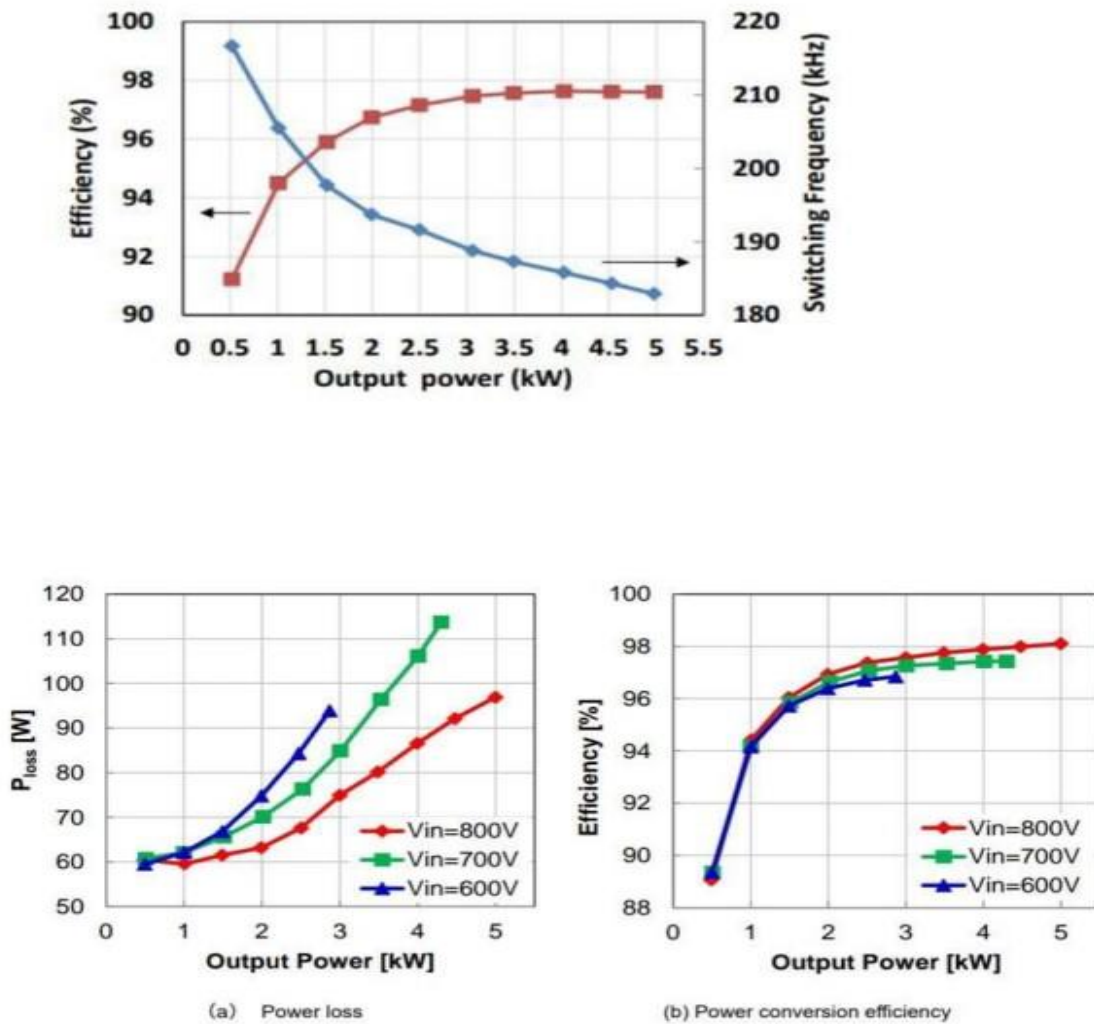 100
98
96
94
92
90
Efficiency (%)
220
210
200
190
180
Switching Frequency (kHz)
0 0.5 1 1.5 2 2.5 3 3.5 4 4.5 5 5.5
Output power (kW)
120
110
100
90
80
70
60
50
P loss [W]
Vin=800V
Vin=700V
Vin=600V
0 1 2 3 4 5
Output Power [kW]
(a) Power loss
100
98
96
94
92
90
88
Efficiency [%]
Vin=800V
Vin=700V
Vin=600V
0 1 2 3 4 5
Output Power [kW]
(b) Power conversion efficiency